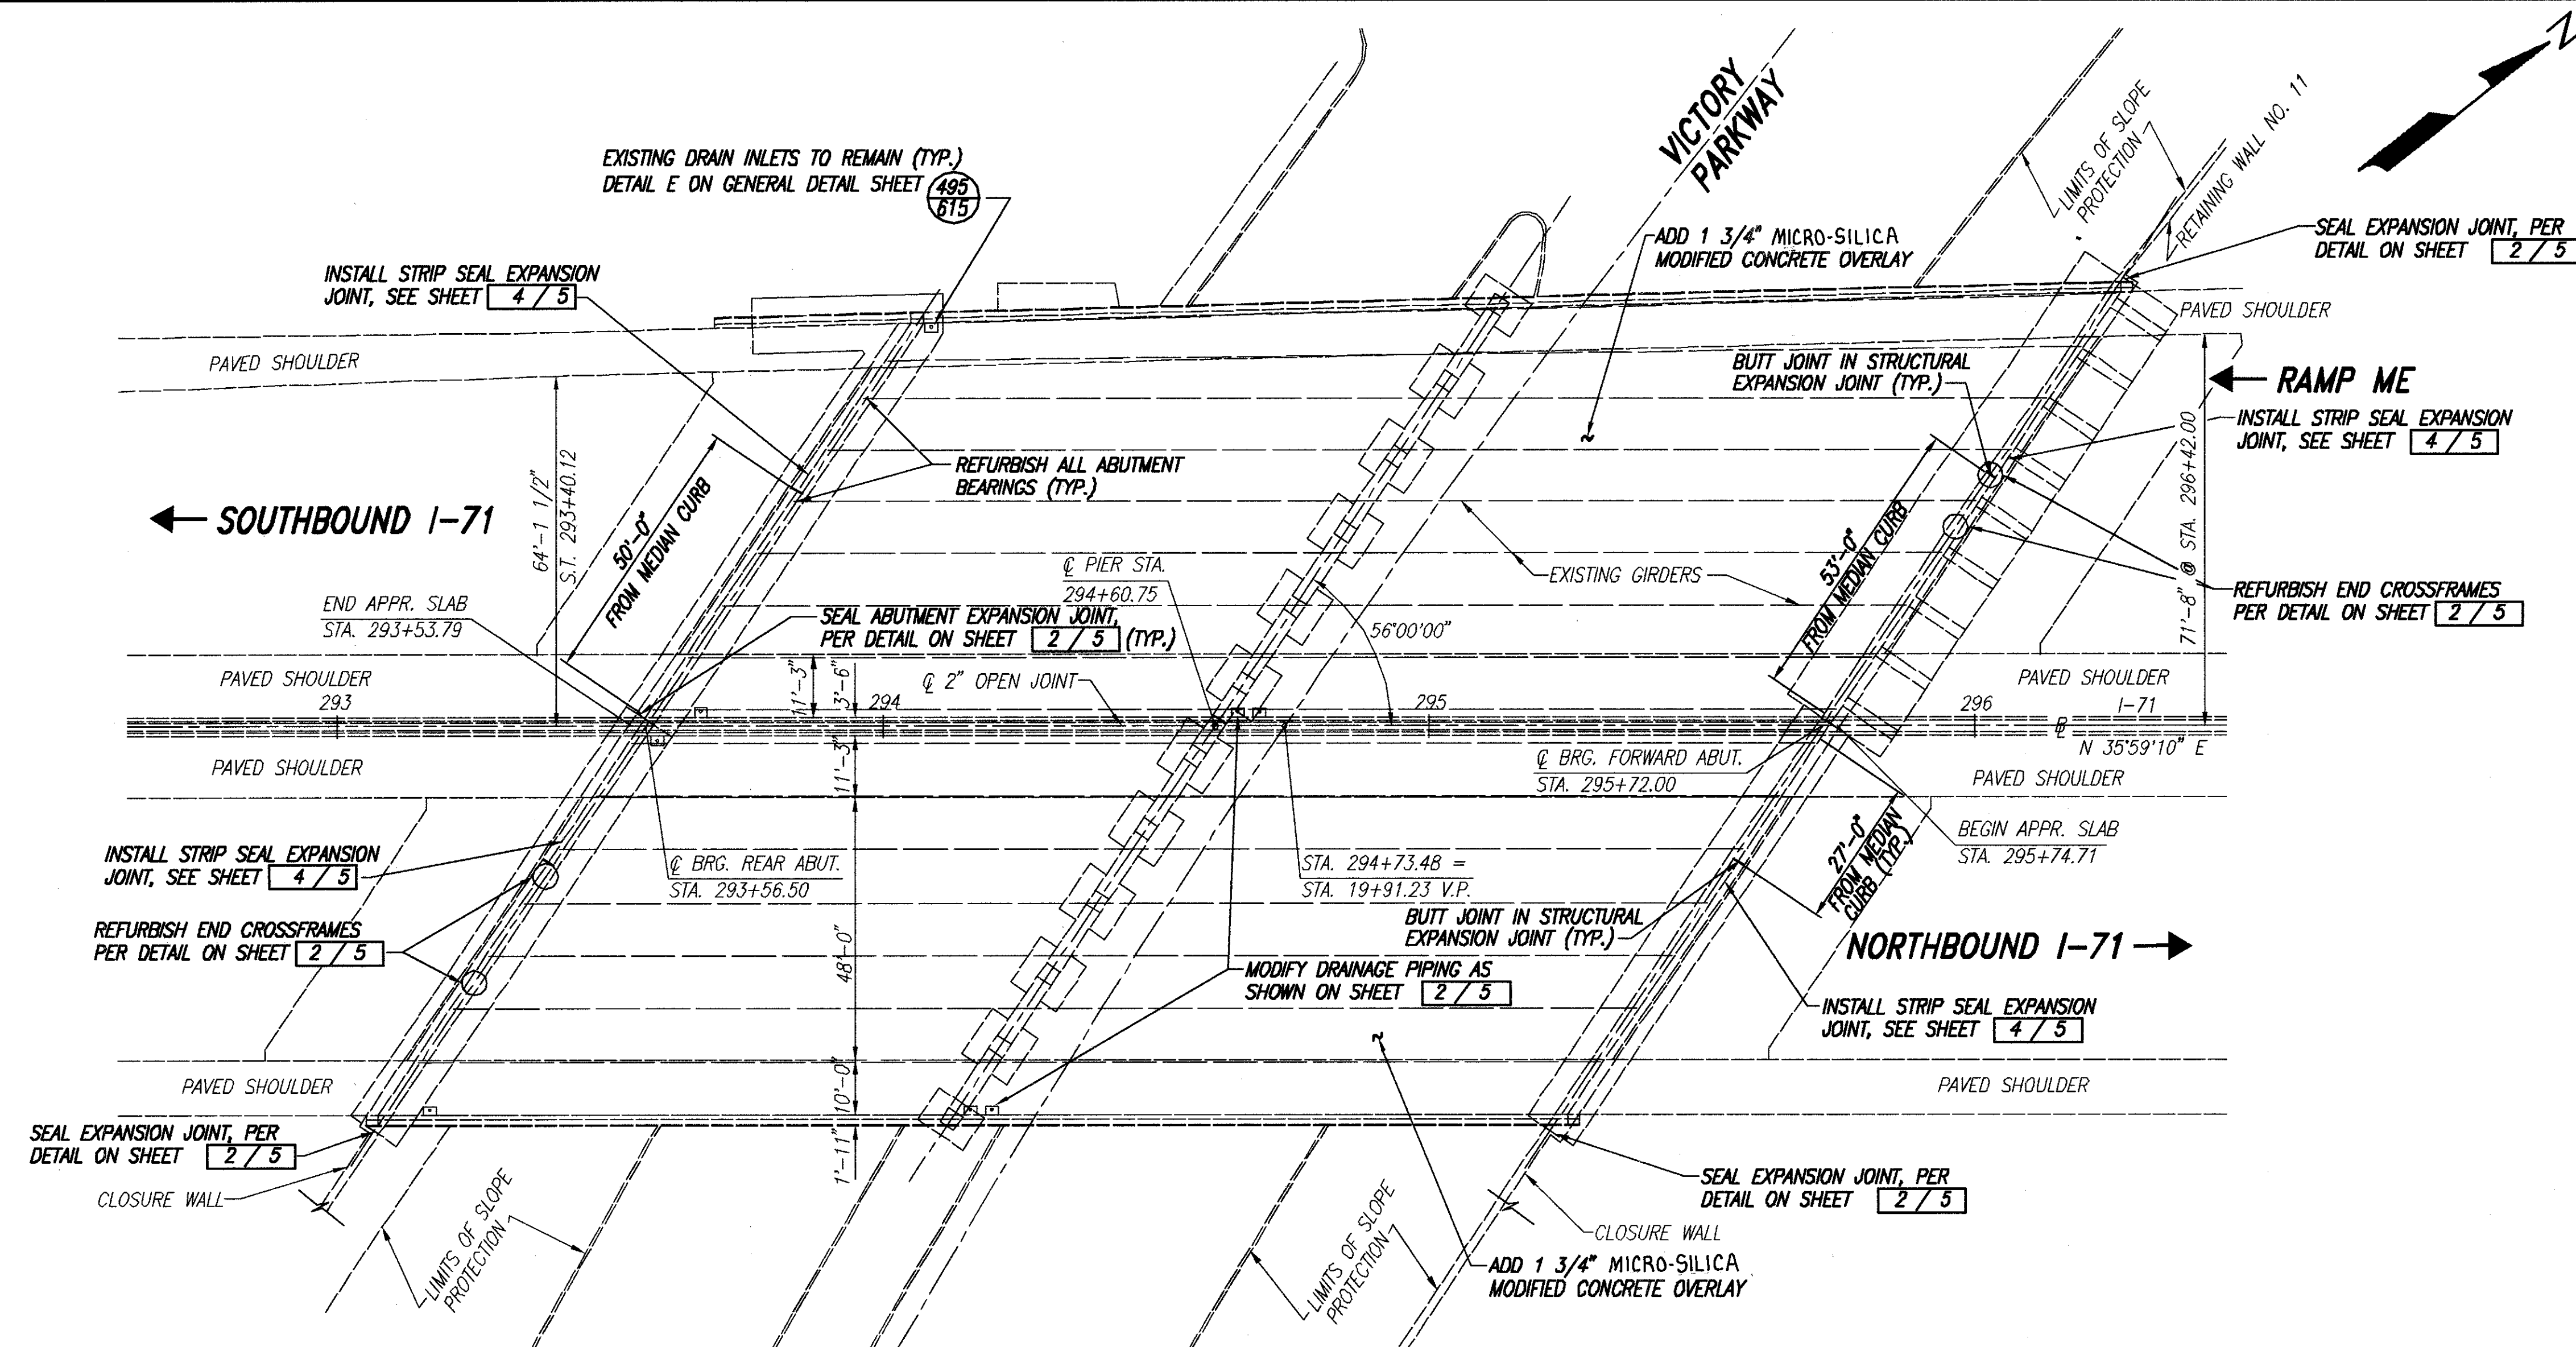 Z
VICTORY
PARKWAY
EXISTING DRAIN INLETS TO REMAIN (TYP.)
DETAIL E ON GENERAL DETAIL SHEET
495
615
LIMITS OF SLOPE
PROTECTION
RETAINING WALL NO. 11
SEAL EXPANSION JOINT, PER
DETAIL ON SHEET 2 / 5
ADD 1 3/4" MICRO-SILICA
MODIFIED CONCRETE OVERLAY
INSTALL STRIP SEAL EXPANSION
JOINT, SEE SHEET 4 / 5
PAVED SHOULDER
PAVED SHOULDER
BUTT JOINT IN STRUCTURAL
EXPANSION JOINT (TYP.)
RAMP ME
INSTALL STRIP SEAL EXPANSION
JOINT, SEE SHEET 4 / 5
REFURBISH ALL ABUTMENT
BEARINGS (TYP.)
SOUTHBOUND I-71
64'-1 1/2"
S.T. 293+40.12
50'-0"
FROM MEDIAN CURB
53'-0"
FROM MEDIAN CURB
71'-8" @ STA. 296+42.00
℄ PIER STA.
294+60.75
EXISTING GIRDERS
REFURBISH END CROSSFRAMES
PER DETAIL ON SHEET 2 / 5
END APPR. SLAB
STA. 293+53.79
SEAL ABUTMENT EXPANSION JOINT,
PER DETAIL ON SHEET 2 / 5 (TYP.)
56°00'00"
PAVED SHOULDER
11'-3"
3'-6"
℄ 2" OPEN JOINT
PAVED SHOULDER
293
294
295
296
I-71
N 35°59'10" E
PAVED SHOULDER
11'-3"
℄ BRG. FORWARD ABUT.
STA. 295+72.00
PAVED SHOULDER
BEGIN APPR. SLAB
STA. 295+74.71
27'-0"
FROM MEDIAN
CURB (TYP.)
INSTALL STRIP SEAL EXPANSION
JOINT, SEE SHEET 4 / 5
℄ BRG. REAR ABUT.
STA. 293+56.50
STA. 294+73.48 =
STA. 19+91.23 V.P.
BUTT JOINT IN STRUCTURAL
EXPANSION JOINT (TYP.)
REFURBISH END CROSSFRAMES
PER DETAIL ON SHEET 2 / 5
48'-0"
NORTHBOUND I-71
MODIFY DRAINAGE PIPING AS
SHOWN ON SHEET 2 / 5
INSTALL STRIP SEAL EXPANSION
JOINT, SEE SHEET 4 / 5
PAVED SHOULDER
10'-0"
PAVED SHOULDER
1'-11"
SEAL EXPANSION JOINT, PER
DETAIL ON SHEET 2 / 5
CLOSURE WALL
SEAL EXPANSION JOINT, PER
DETAIL ON SHEET 2 / 5
CLOSURE WALL
LIMITS OF SLOPE
PROTECTION
LIMITS OF SLOPE
PROTECTION
ADD 1 3/4" MICRO-SILICA
MODIFIED CONCRETE OVERLAY